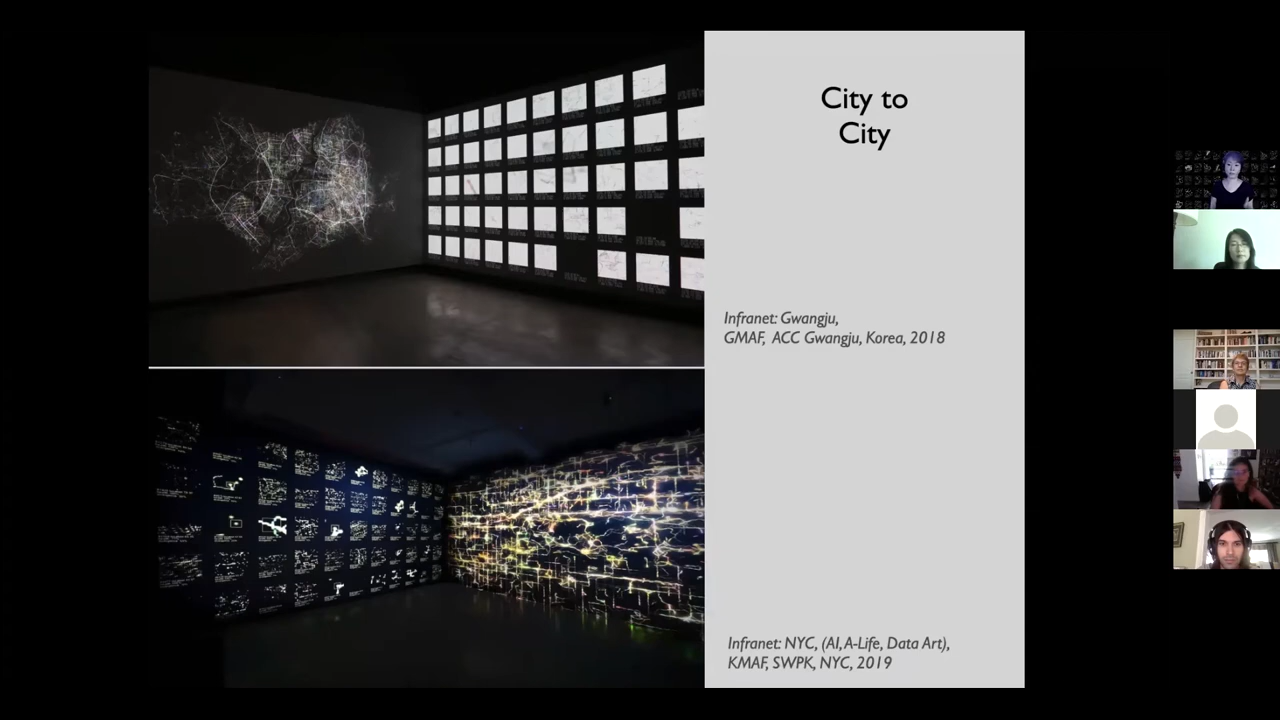 City to
City
Infranet: Gwangju,
GMAF, ACC Gwangju, Korea, 2018
Infranet: NYC, (AI, A-Life, Data Art),
KMAF, SWPK, NYC, 2019